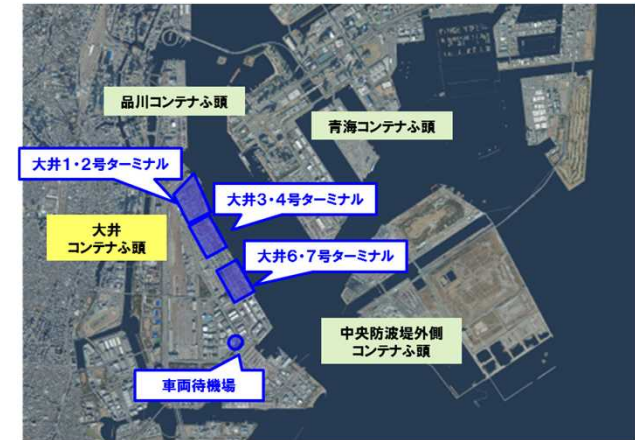 品川コンテナふ頭
青海コンテナふ頭
大井1・2号ターミナル
大井3・4号ターミナル
大井
コンテナふ頭
大井6・7号ターミナル
中央防波堤外側
コンテナふ頭
車両待機場